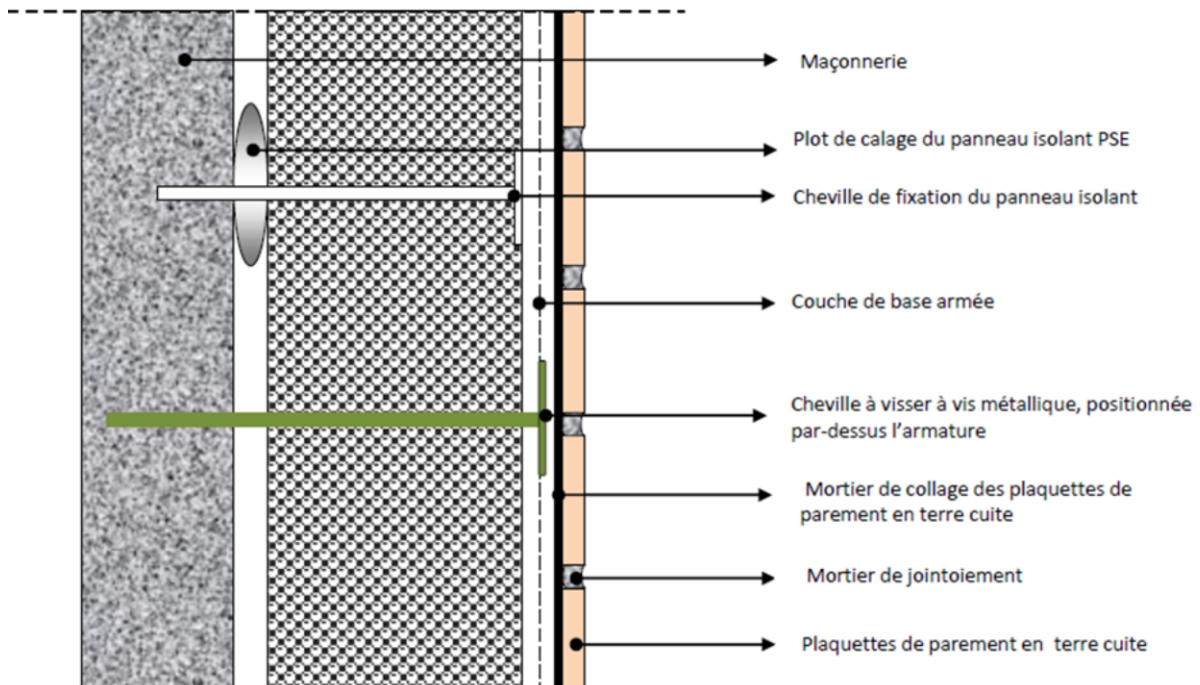 Maçonnerie
Plot de calage du panneau isolant PSE
Cheville de fixation du panneau isolant
Couche de base armée
Cheville à visser à vis métallique, positionnée
par-dessus l’armature
Mortier de collage des plaquettes de
parement en terre cuite
Mortier de jointoiement
Plaquettes de parement en terre cuite